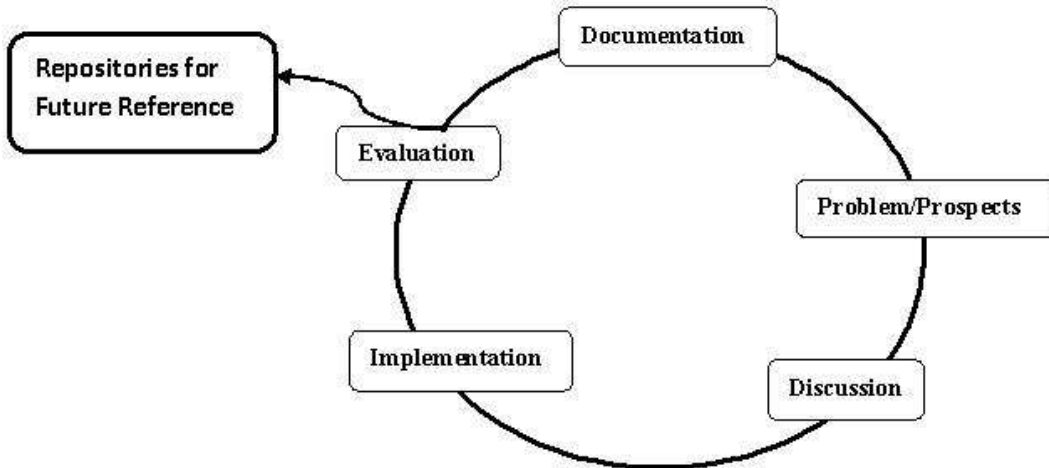 Documentation
Repositories for
Future Reference
Evaluation
Problem/Prospects
Implementation
Discussion